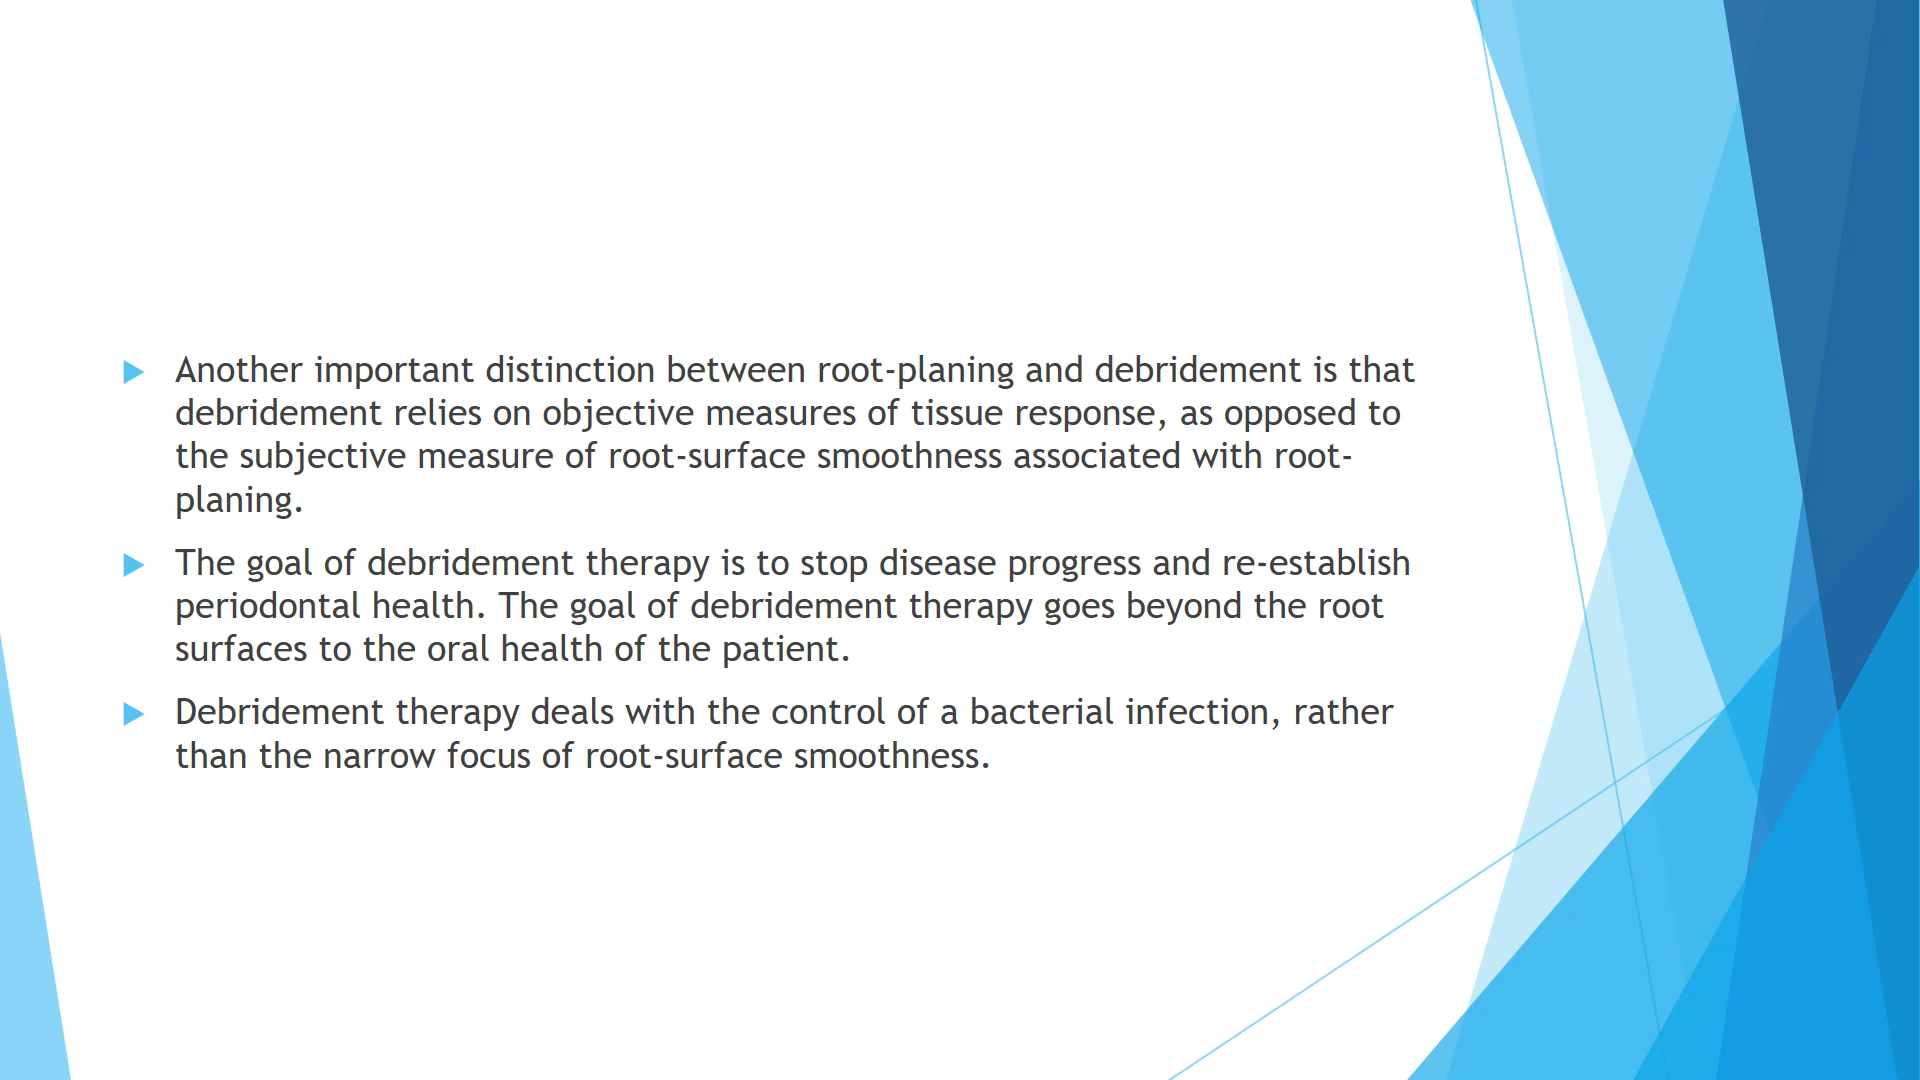 Another important distinction between root-planing and debridement is that
debridement relies on objective measures of tissue response, as opposed to
the subjective measure of root-surface smoothness associated with root-
planing.
The goal of debridement therapy is to stop disease progress and re-establish
periodontal health. The goal of debridement therapy goes beyond the root
surfaces to the oral health of the patient.
Debridement therapy deals with the control of a bacterial infection, rather
than the narrow focus of root-surface smoothness.